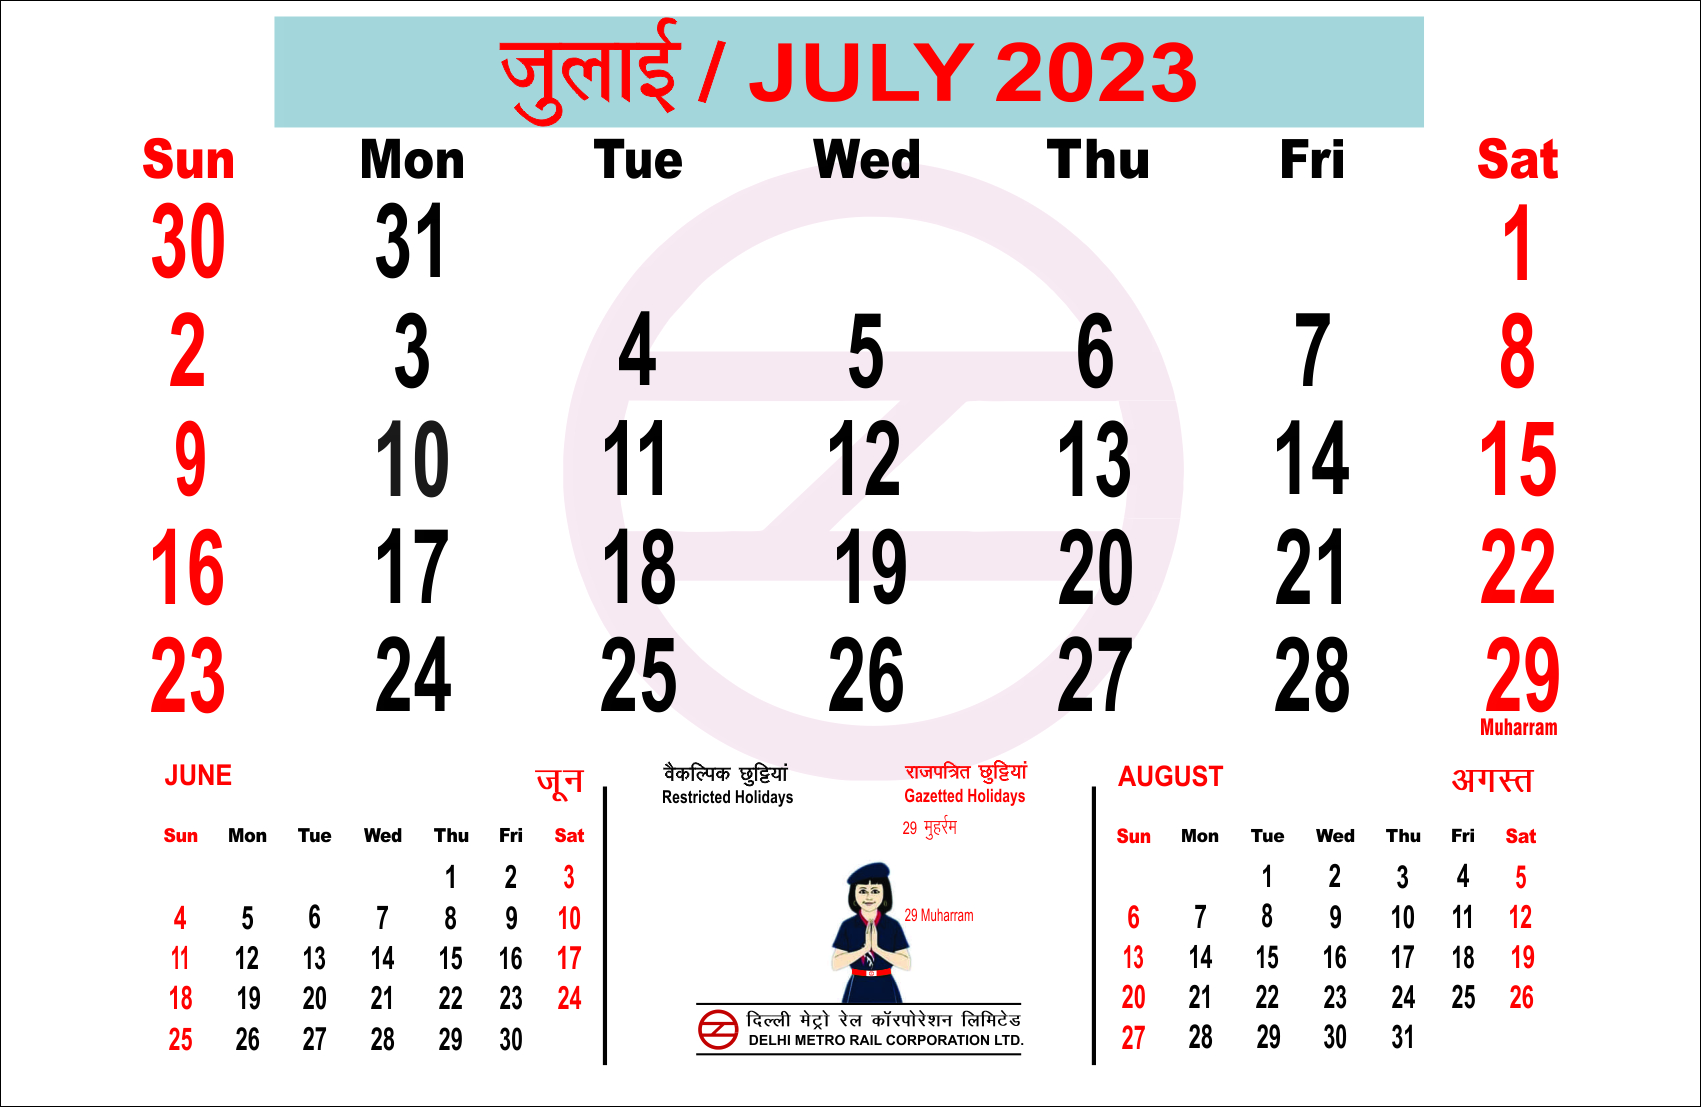 जुलाई / JULY 2023
Sun Mon Tue Wed Thu Fri Sat
30 31 1
2 3 4 5 6 7 8
9 10 11 12 13 14 15
16 17 18 19 20 21 22
23 24 25 26 27 28 29
Muharram
JUNE जून
Sun Mon Tue Wed Thu Fri Sat
1 2 3
4 5 6 7 8 9 10
11 12 13 14 15 16 17
18 19 20 21 22 23 24
25 26 27 28 29 30
वैकल्पिक छुट्टियां
Restricted Holidays
राजपत्रित छुट्टियां
Gazetted Holidays
29 मुहर्रम
29 Muharram
दिल्ली मेट्रो रेल कॉरपोरेशन लिमिटेड
DELHI METRO RAIL CORPORATION LTD.
AUGUST अगस्त
Sun Mon Tue Wed Thu Fri Sat
1 2 3 4 5
6 7 8 9 10 11 12
13 14 15 16 17 18 19
20 21 22 23 24 25 26
27 28 29 30 31